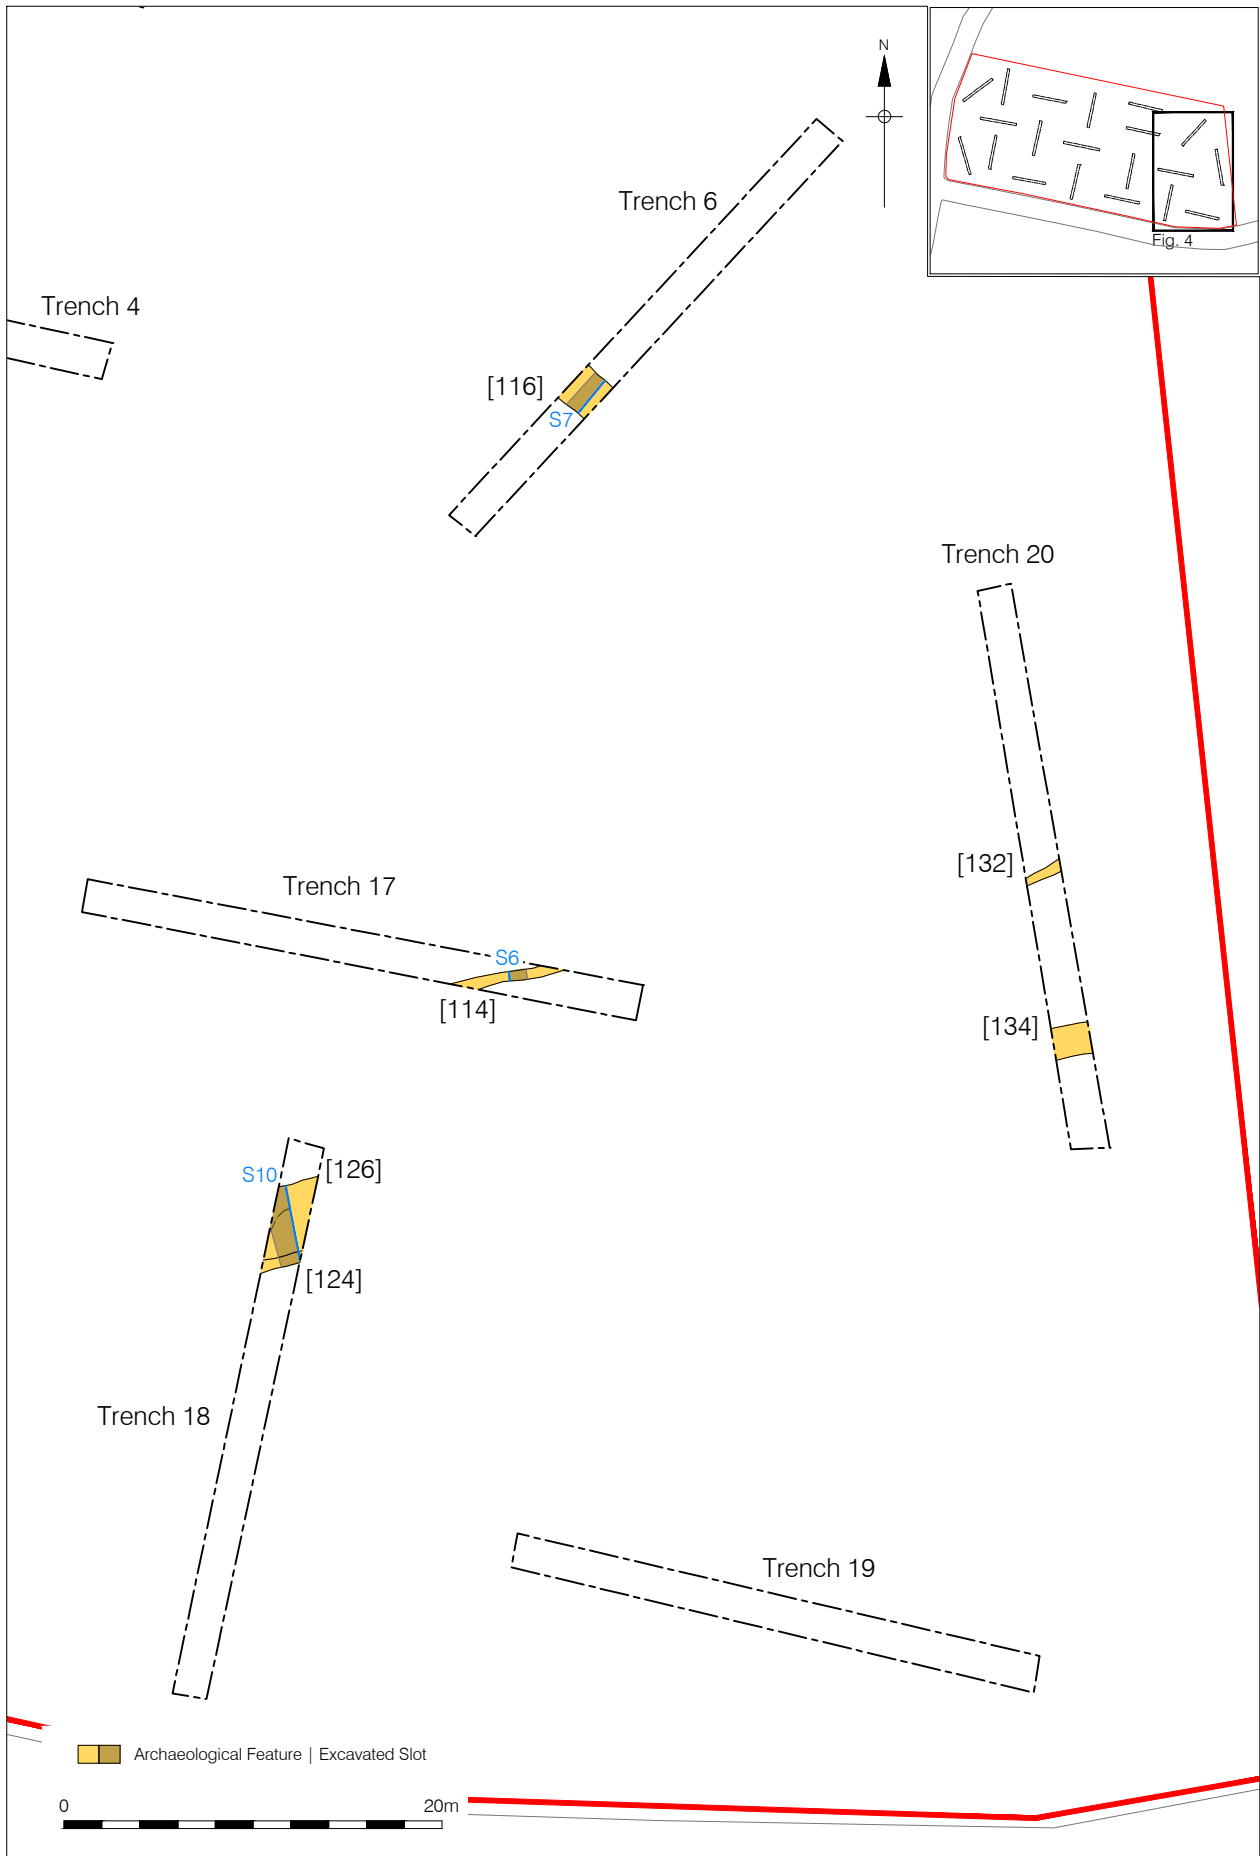 N
Fig. 4
Trench 6
Trench 4
[116]
S7
Trench 20
[132]
Trench 17
S6
[114]
[134]
S10
[126]
[124]
Trench 18
Trench 19
Archaeological Feature | Excavated Slot
0 20m